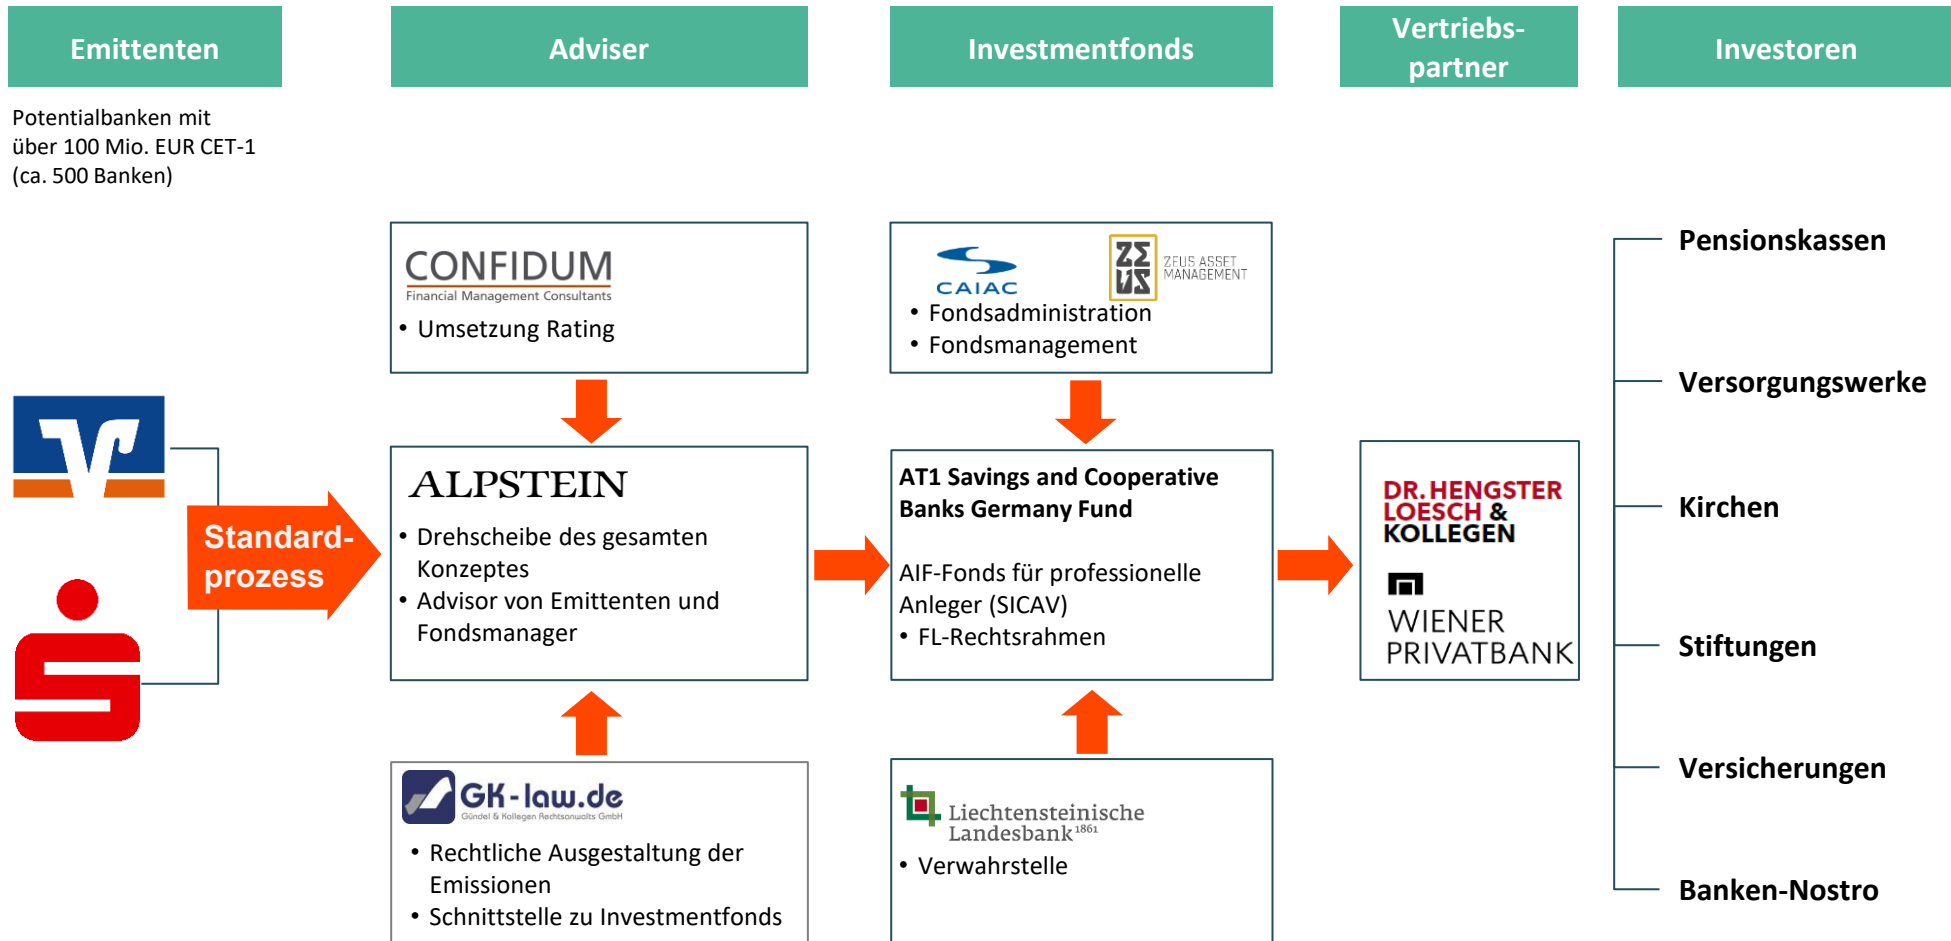 Emittenten
Adviser
Investmentfonds
Vertriebs-
partner
Investoren
Potentialbanken mit
über 100 Mio. EUR CET-1
(ca. 500 Banken)
Standard-
prozess
CONFIDUM
Financial Management Consultants
• Umsetzung Rating
ALPSTEIN
• Drehscheibe des gesamten
Konzeptes
• Advisor von Emittenten und
Fondsmanager
GK-law.de
Gündel & Kollegen Rechtsanwalts GmbH
• Rechtliche Ausgestaltung der
Emissionen
• Schnittstelle zu Investmentfonds
CAIAC
ZEUS
ZEUS ASSET
MANAGEMENT
• Fondsadministration
• Fondsmanagement
AT1 Savings and Cooperative
Banks Germany Fund
AIF-Fonds für professionelle
Anleger (SICAV)
• FL-Rechtsrahmen
Liechtensteinische
Landesbank 1861
• Verwahrstelle
DR. HENGSTER
LOESCH &
KOLLEGEN
WIENER
PRIVATBANK
Pensionskassen
Versorgungswerke
Kirchen
Stiftungen
Versicherungen
Banken-Nostro